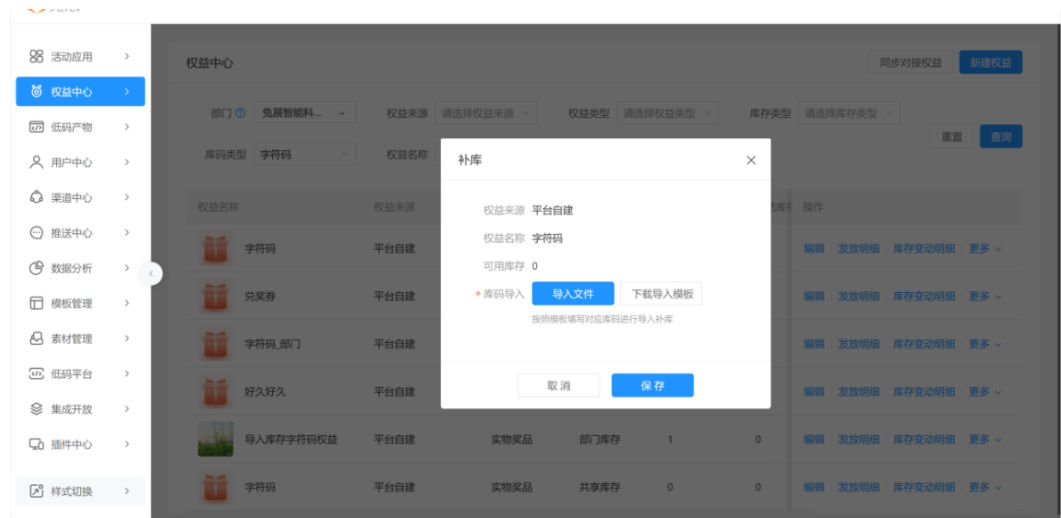 活动应用
权益中心
低码产物
用户中心
渠道中心
推送中心
数据分析
模板管理
素材管理
低码平台
集成开放
插件中心
样式切换
权益中心 同步对接权益 新建权益
部门 兔展智能科... 权益来源 请选择权益来源 权益类型 请选择权益类型 库存类型 请选择库存类型
重置 查询
库码类型 字符码 权益名称
权益名称 权益来源 操作
字符码 平台自建 编辑 发放明细 库存变动明细 更多
兑奖券 平台自建 编辑 发放明细 库存变动明细 更多
字符码_部门 平台自建 编辑 发放明细 库存变动明细 更多
好久好久 平台自建 编辑 发放明细 库存变动明细 更多
导入库存字符码权益 平台自建 实物奖品 部门库存 1 0 编辑 发放明细 库存变动明细 更多
字符码 平台自建 实物奖品 共享库存 0 0 编辑 发放明细 库存变动明细 更多
补库
权益来源 平台自建
权益名称 字符码
可用库存 0
* 库码导入 导入文件 下载导入模板
按照模板填写对应库码进行导入补库
取消 保存